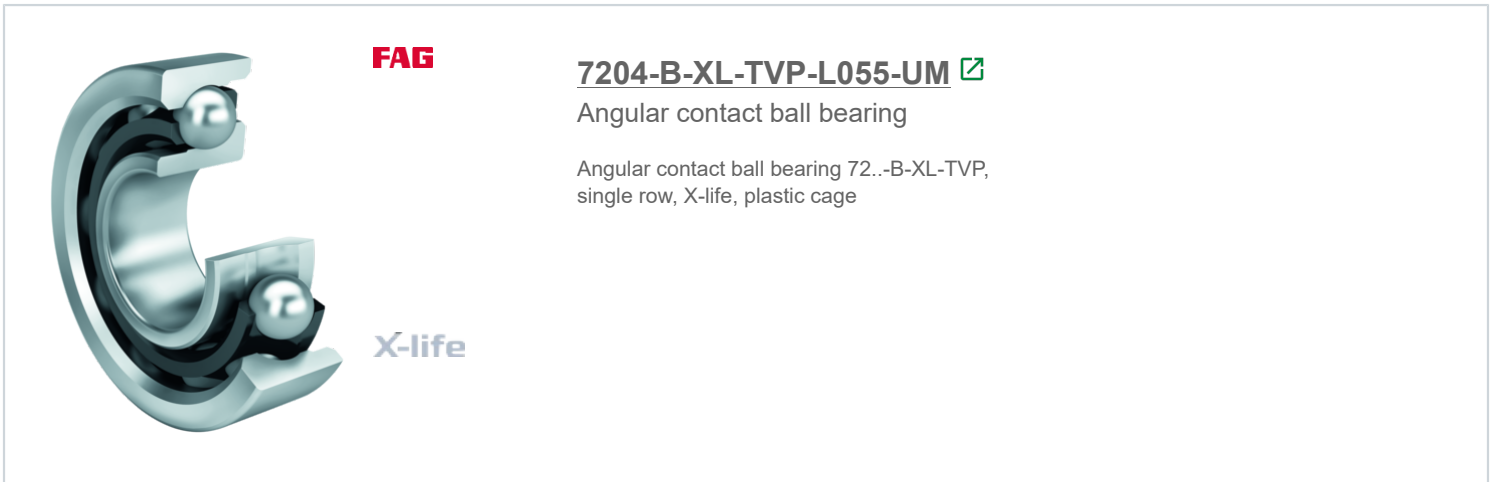 FAG
7204-B-XL-TVP-L055-UM
Angular contact ball bearing
Angular contact ball bearing 72..-B-XL-TVP,
single row, X-life, plastic cage
X-life